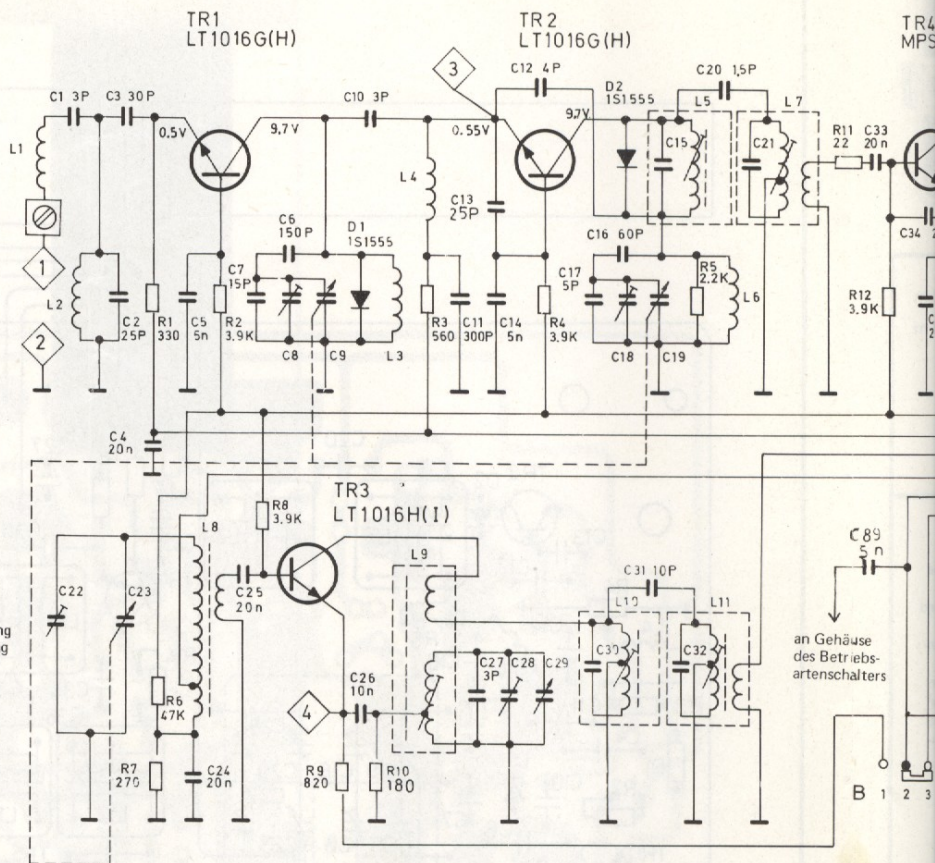 TR1
LT1016G(H)
TR2
LT1016G(H)
TR4
MPS
3
C12 4P
D2
1S1555
C20 1,5P
C1 3P
C3 30P
C10 3P
L5
L7
0.5V
9,7V
0.55V
9.7V
R11
22
C33
20n
L1
C15
C21
L4
C13
25P
C6
150P
D1
1S1555
C16 60P
C34
1
C7
15P
C17
5P
R5
2.2K
L2
L6
C2
25P
R1
330
C5
5n
R2
3.9K
R3
560
C11
300P
C14
5n
R4
3.9K
R12
3.9K
2
C8
C9
L3
C18
C19
C4
20n
TR3
LT1016H(I)
R8
3.9K
L8
L9
C89
5n
C31 10P
C22
C23
C25
20n
L10
L11
ng
ng
C30
C32
an Gehäuse
des Betriebs-
artenschalters
C27
3P
C28
C29
C26
10n
R6
47K
4
R7
270
C24
20n
R9
820
R10
180
B 1 2 3